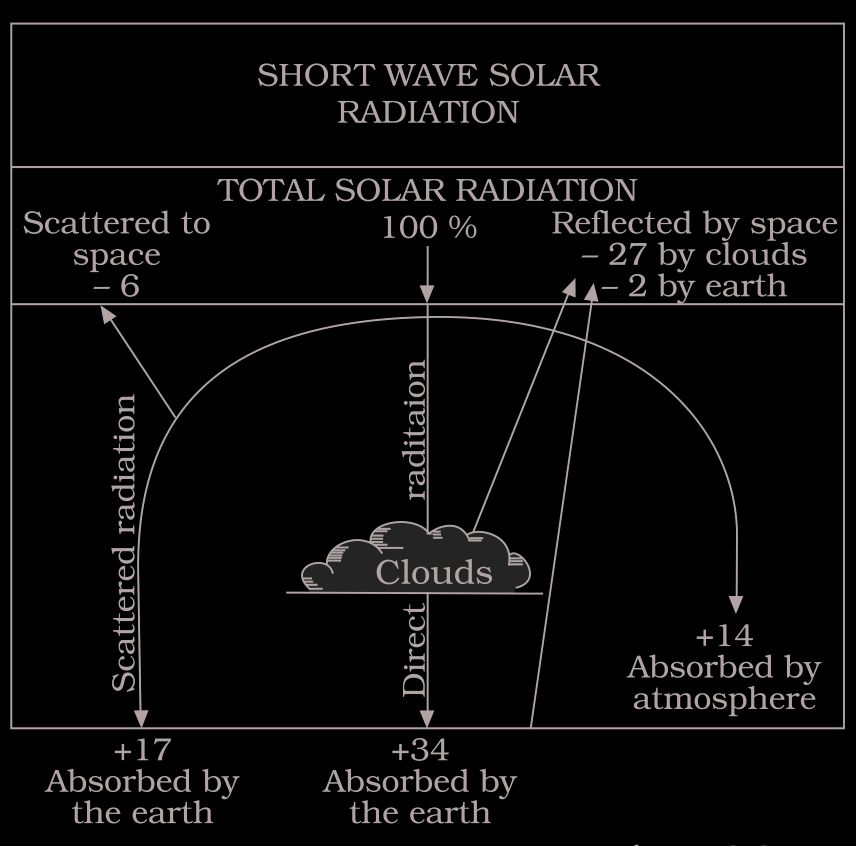 SHORT WAVE SOLAR
RADIATION
TOTAL SOLAR RADIATION
Scattered to
space
– 6
100 %
Reflected by space
– 27 by clouds
– 2 by earth
Scattered radiation
raditaion
Direct
Clouds
+14
Absorbed by
atmosphere
+17
Absorbed by
the earth
+34
Absorbed by
the earth